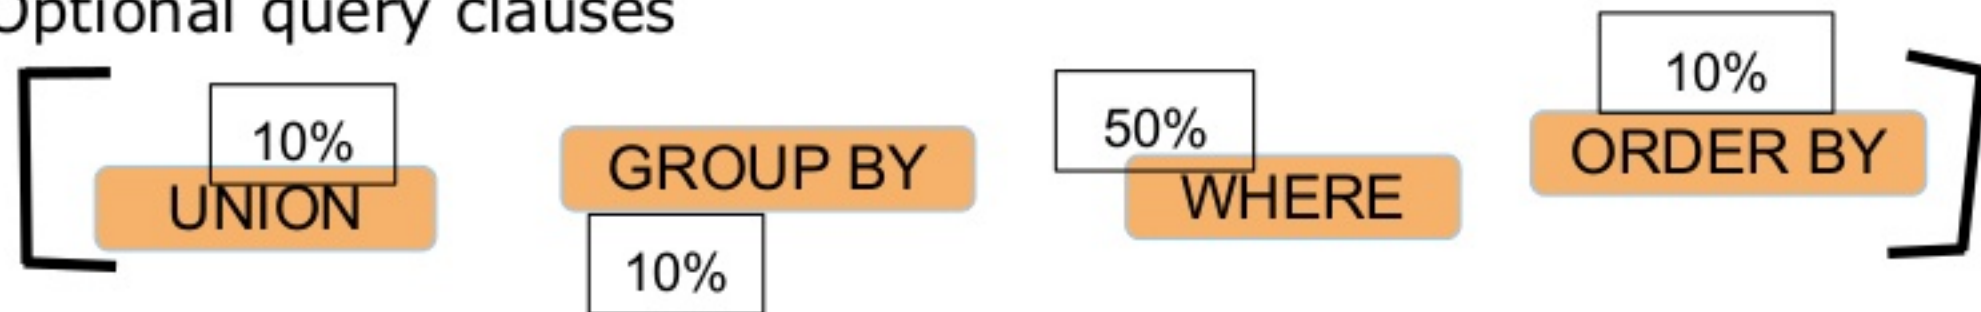 Optional query clauses
10%
UNION
GROUP BY
10%
50%
WHERE
10%
ORDER BY